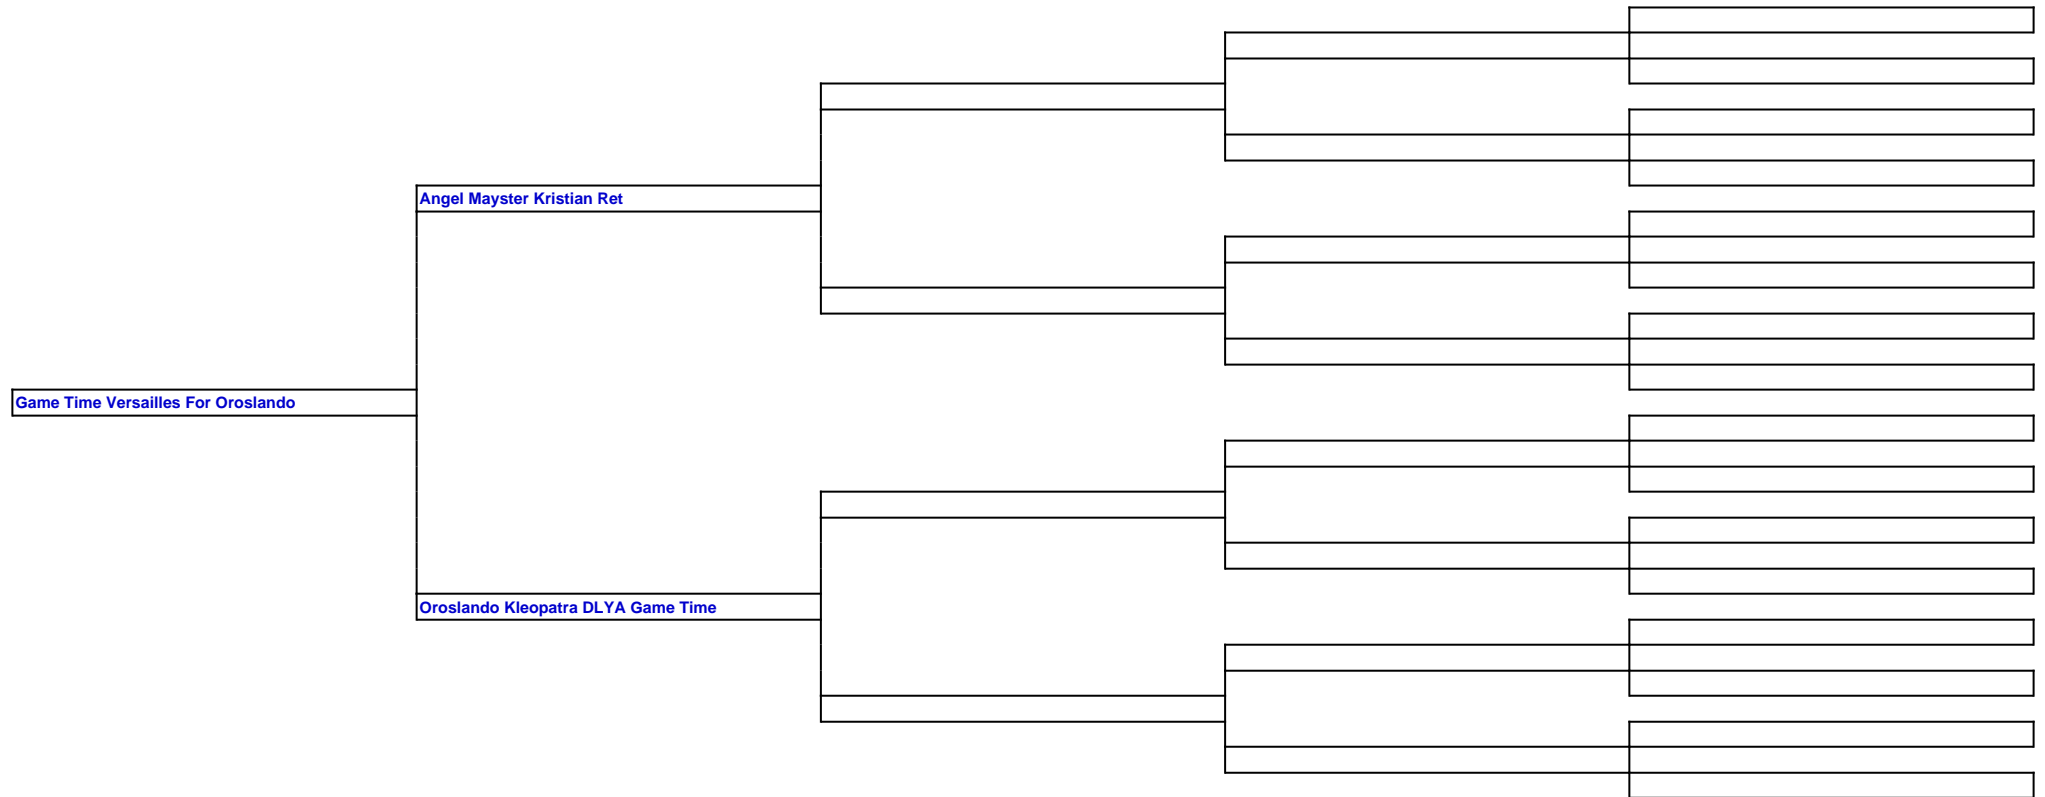 Angel Mayster Kristian Ret
Game Time Versailles For Oroslando
Oroslando Kleopatra DLYA Game Time